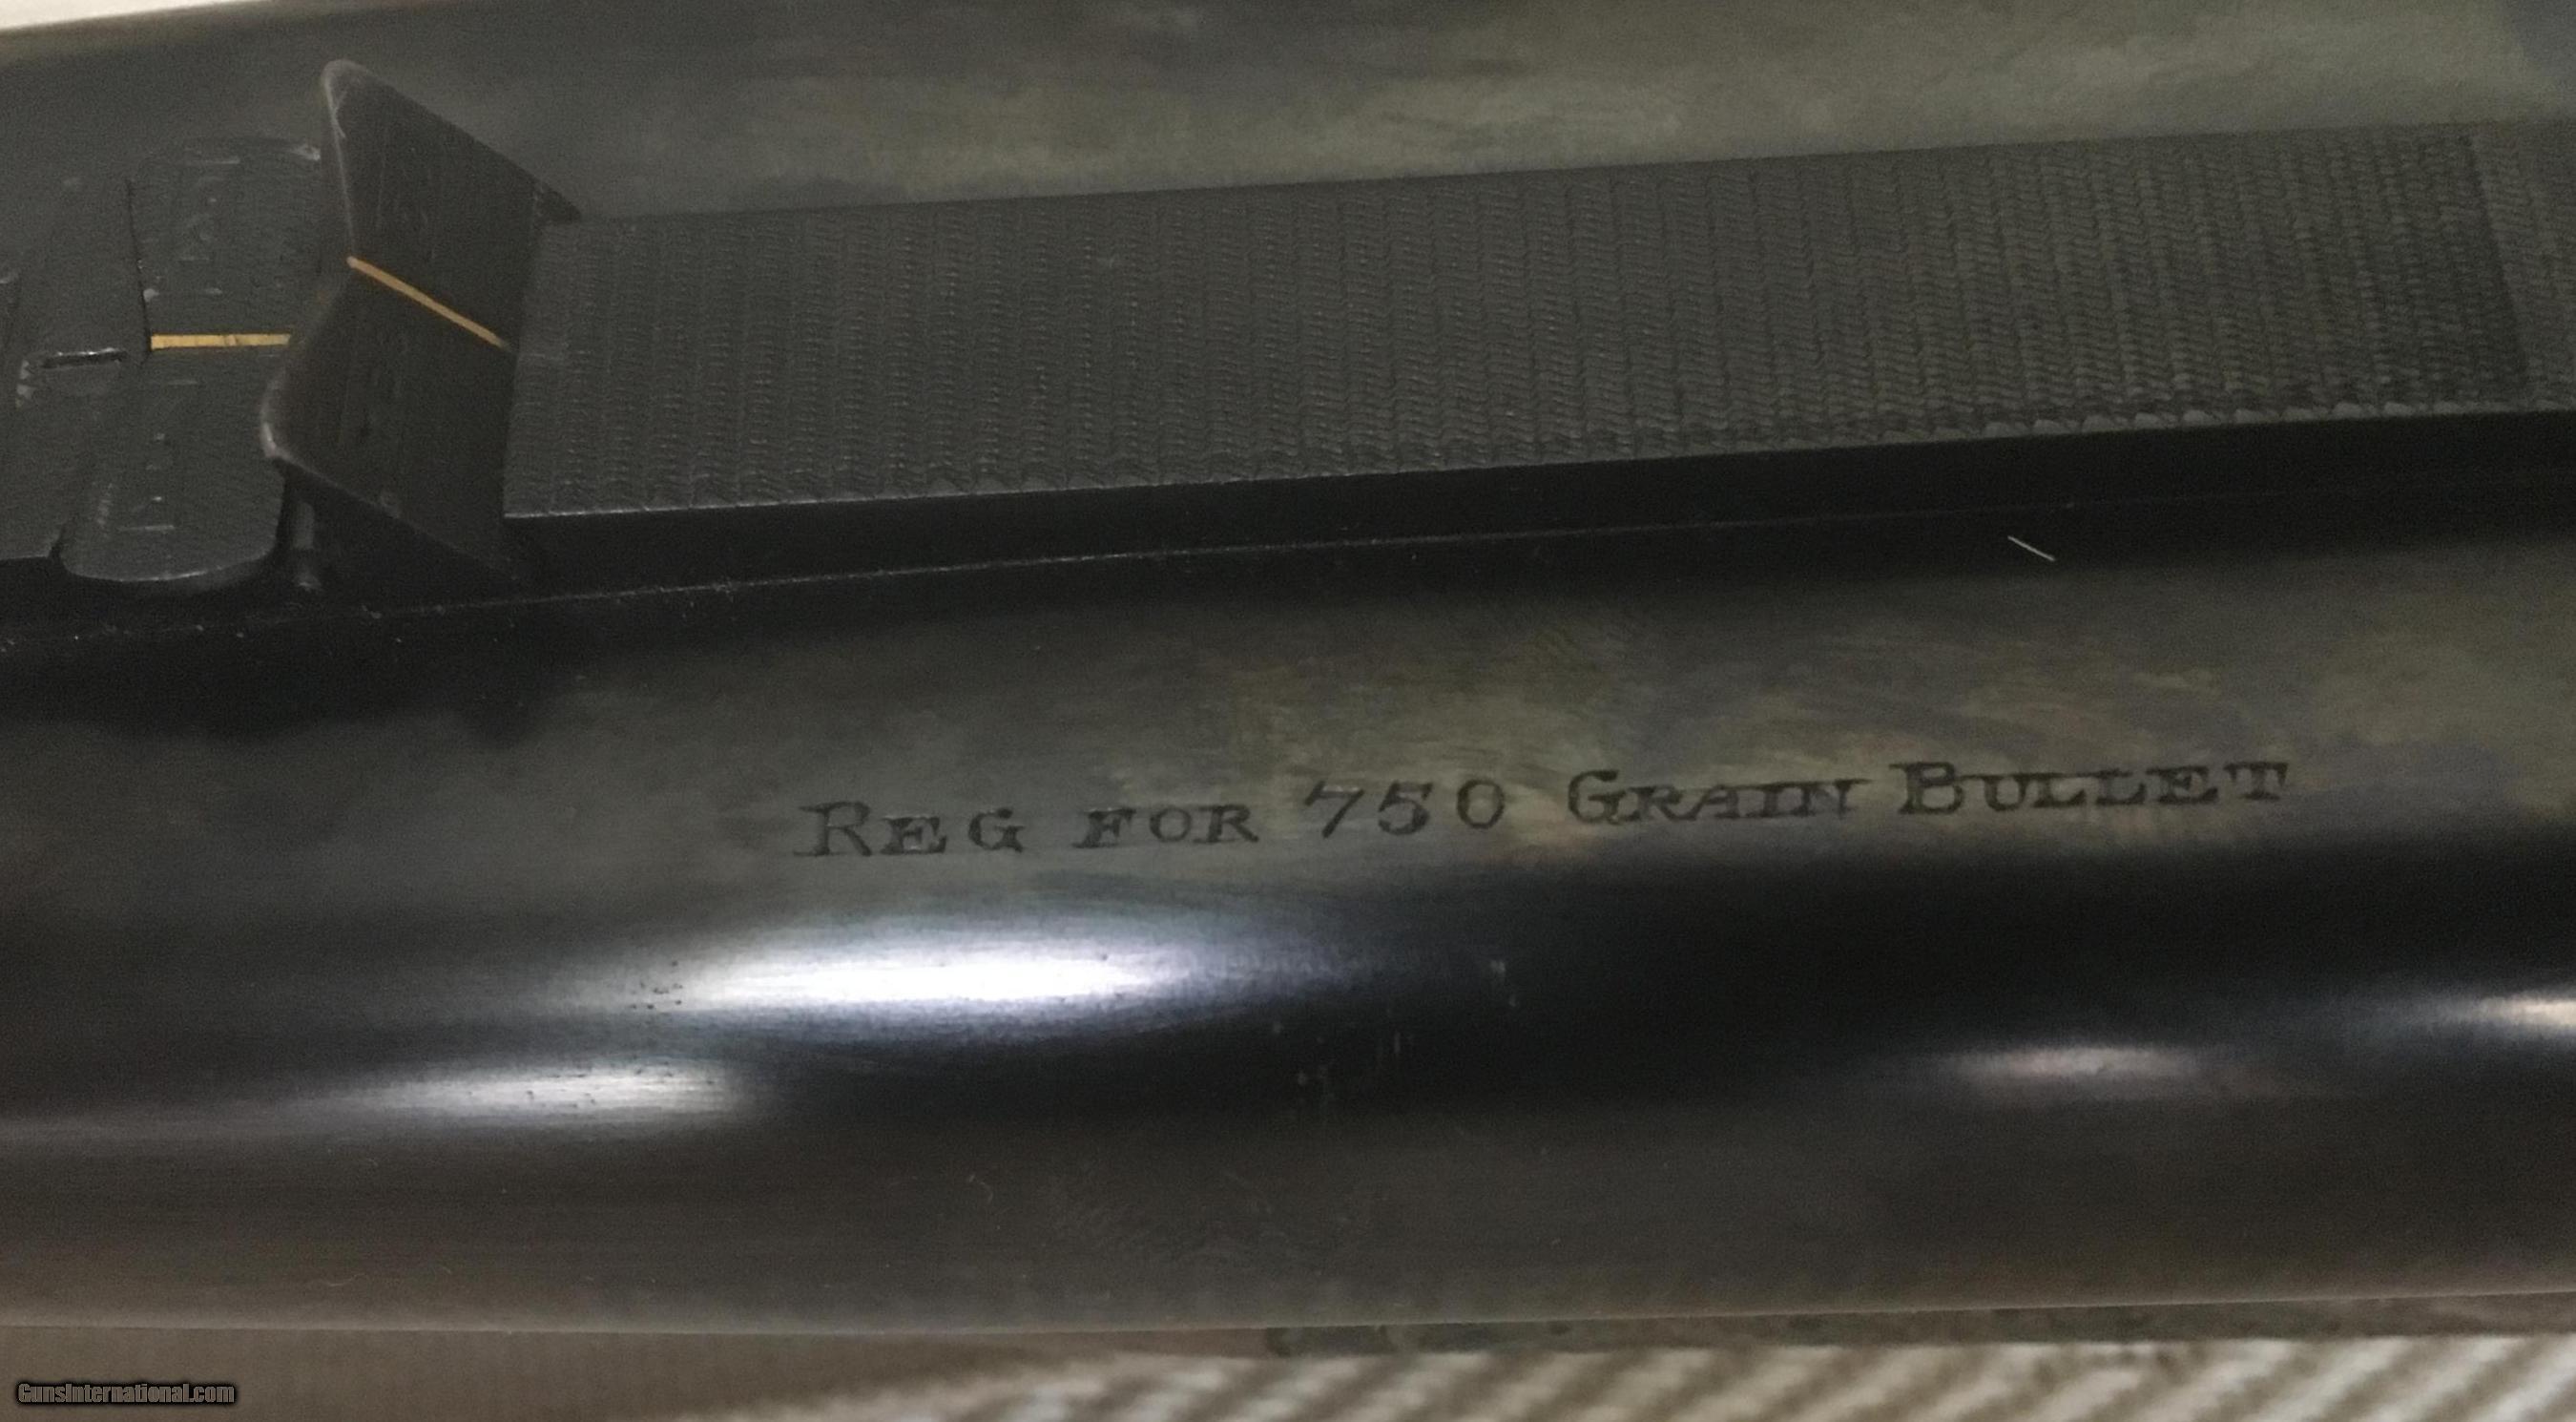 REG FOR 750 GRAIN BULLET
GunsInternational.com